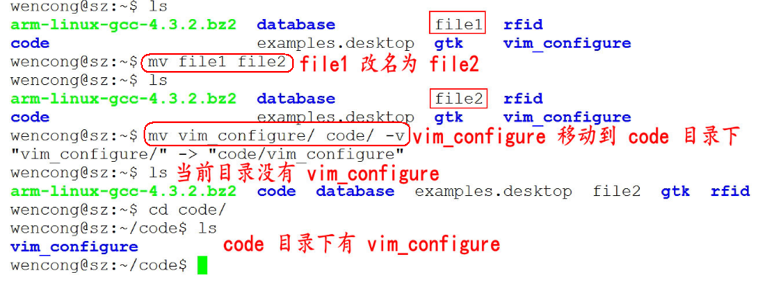 wencong@sz:~$ ls
arm-linux-gcc-4.3.2.bz2 database file1 rfid
code examples.desktop gtk vim_configure
wencong@sz:~$ mv file1 file2 file1 改名为 file2
wencong@sz:~$ ls
arm-linux-gcc-4.3.2.bz2 database file2 rfid
code examples.desktop gtk vim_configure
wencong@sz:~$ mv vim_configure/ code/ -v vim_configure 移动到 code 目录下
"vim_configure/" -> "code/vim_configure"
wencong@sz:~$ ls 当前目录没有 vim_configure
arm-linux-gcc-4.3.2.bz2 code database examples.desktop file2 gtk rfid
wencong@sz:~$ cd code/
wencong@sz:~/code$ ls
vim_configure code 目录下有 vim_configure
wencong@sz:~/code$